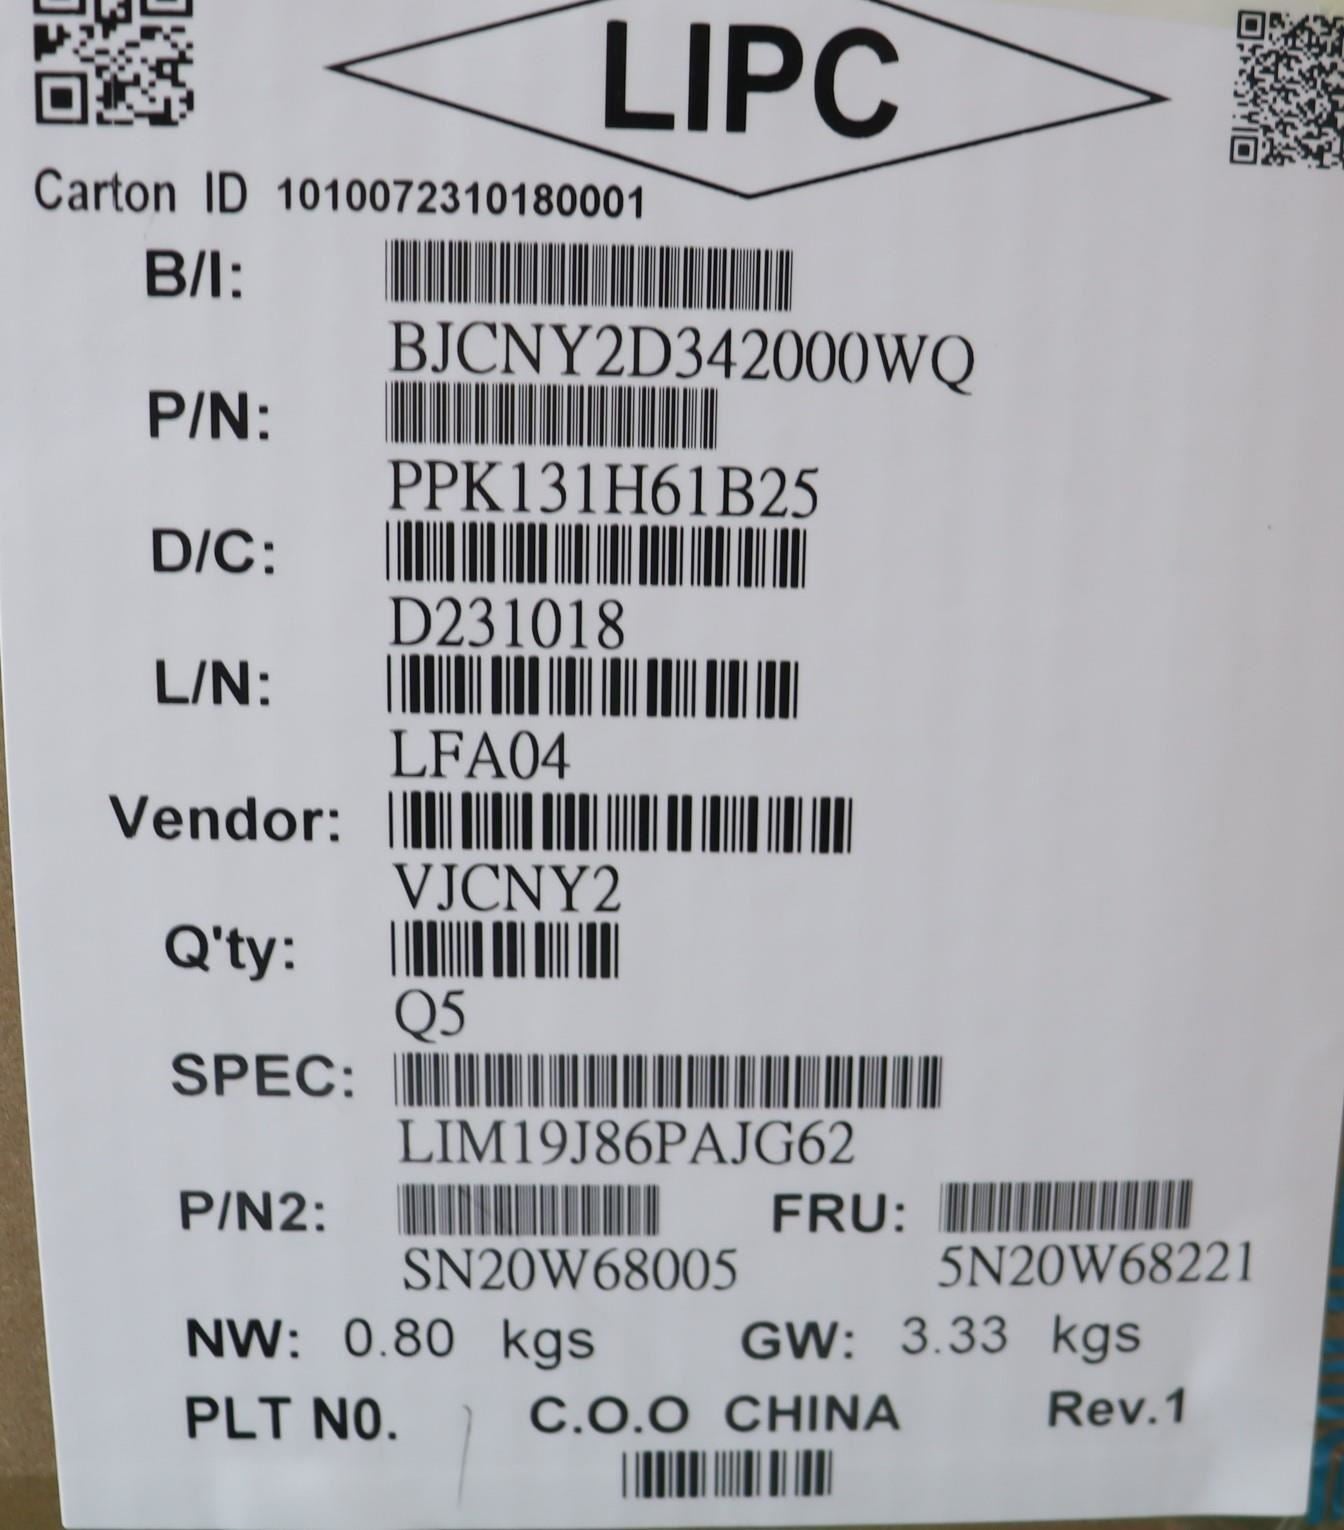 LIPC
Carton ID 1010072310180001
B/I:
BJCNY2D342000WQ
P/N:
PPK131H61B25
D/C:
D231018
L/N:
LFA04
Vendor:
VJCNY2
Q'ty:
Q5
SPEC:
LIM19J86PAJG62
P/N2: FRU:
SN20W68005 5N20W68221
NW: 0.80 kgs GW: 3.33 kgs
PLT N0. C.O.O CHINA Rev.1